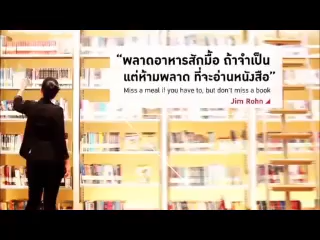 “พลาดอาหารสักมื้อ ถ้าจำเป็น
แต่ห้ามพลาด ที่จะอ่านหนังสือ”
Miss a meal if you have to, but don't miss a book
Jim Rohn